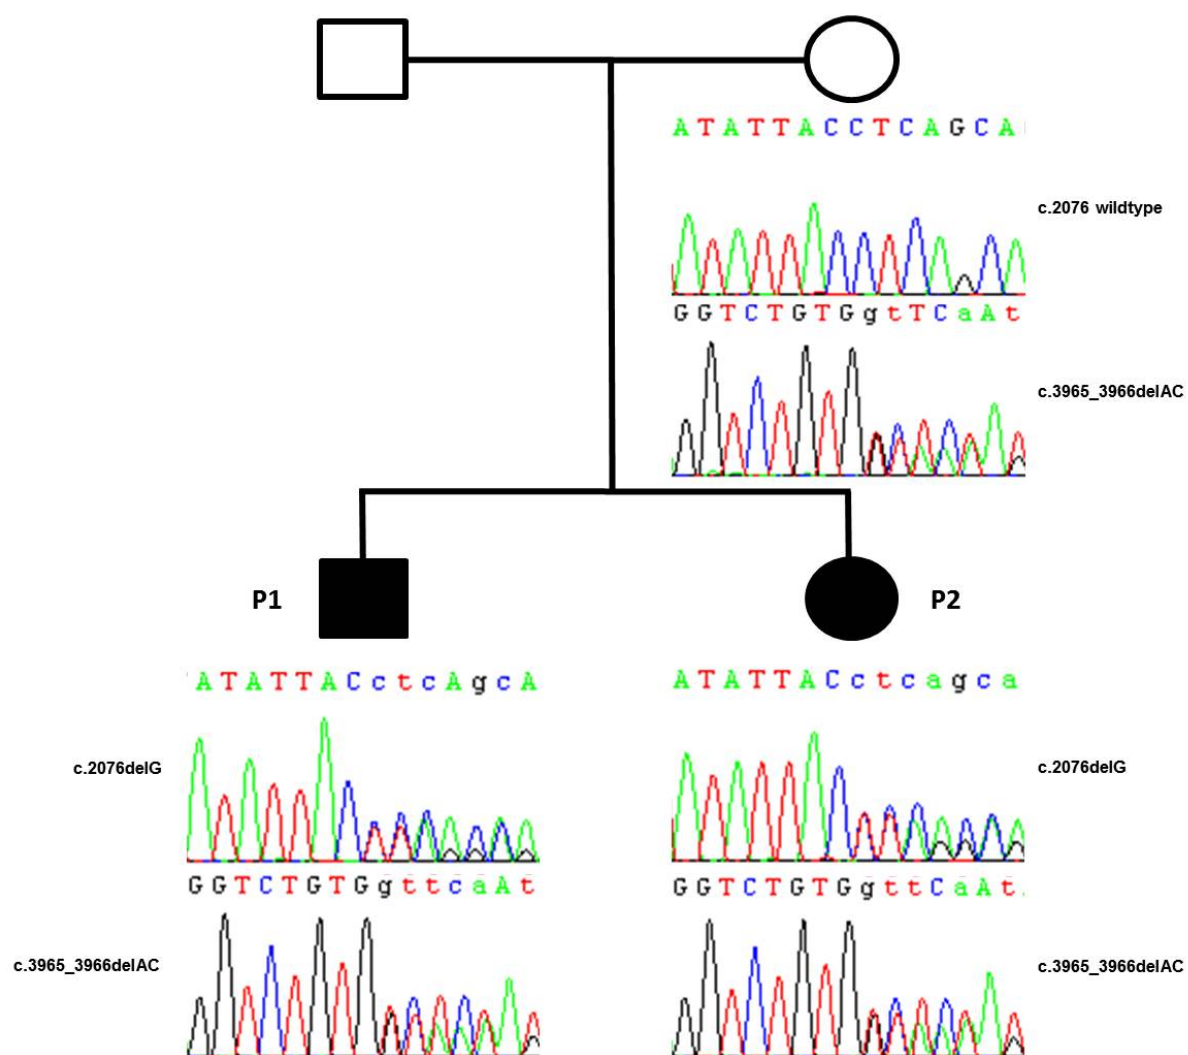 ATATTACCTCAGCA
c.2076 wildtype
GGTCTGTGgtTCaAt
c.3965_3966delAC
P1
P2
ATATTACctcAgcA
c.2076delG
GGTCTGTGgttcaAt
c.3965_3966delAC
ATATTACctcagca
c.2076delG
GGTCTGTGgttCaAt
c.3965_3966delAC